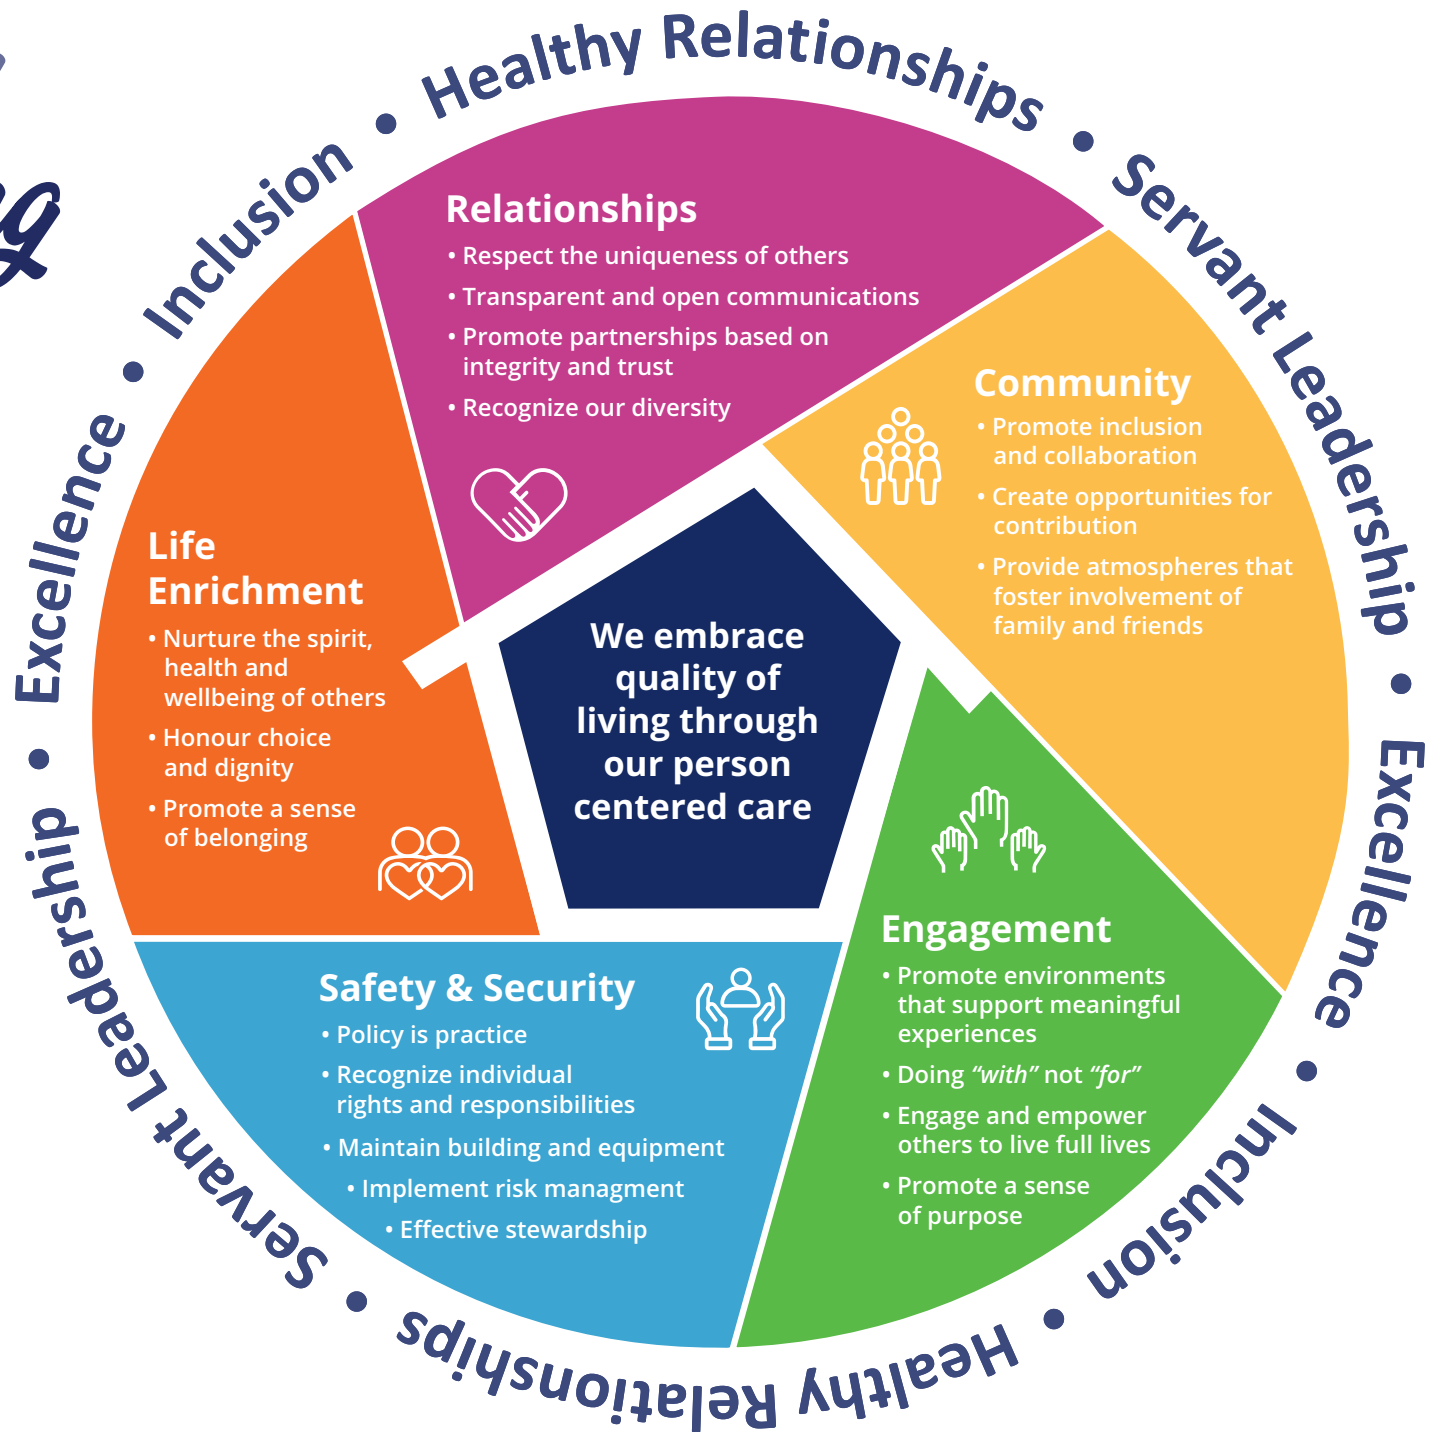 Healthy Relationships • Servant Leadership • Excellence • Inclusion • Healthy Relationships • Servant Leadership • Excellence • Inclusion •
Relationships
• Respect the uniqueness of others
• Transparent and open communications
• Promote partnerships based on
integrity and trust
• Recognize our diversity
Community
• Promote inclusion
and collaboration
• Create opportunities for
contribution
• Provide atmospheres that
foster involvement of
family and friends
Engagement
• Promote environments
that support meaningful
experiences
• Doing “with” not “for”
• Engage and empower
others to live full lives
• Promote a sense
of purpose
Safety & Security
• Policy is practice
• Recognize individual
rights and responsibilities
• Maintain building and equipment
• Implement risk managment
• Effective stewardship
Life
Enrichment
• Nurture the spirit,
health and
wellbeing of others
• Honour choice
and dignity
• Promote a sense
of belonging
We embrace
quality of
living through
our person
centered care